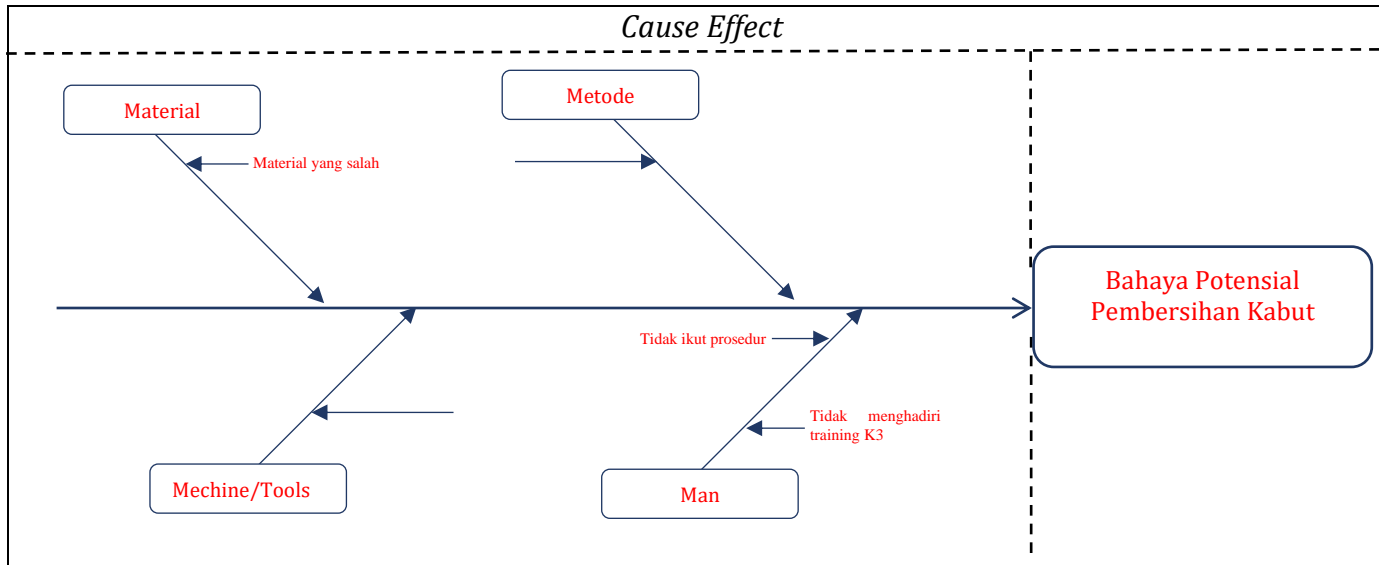 Cause Effect
Material
Metode
Material yang salah
Bahaya Potensial
Pembersihan Kabut
Tidak ikut prosedur
Tidak menghadiri
training K3
Mechine/Tools
Man